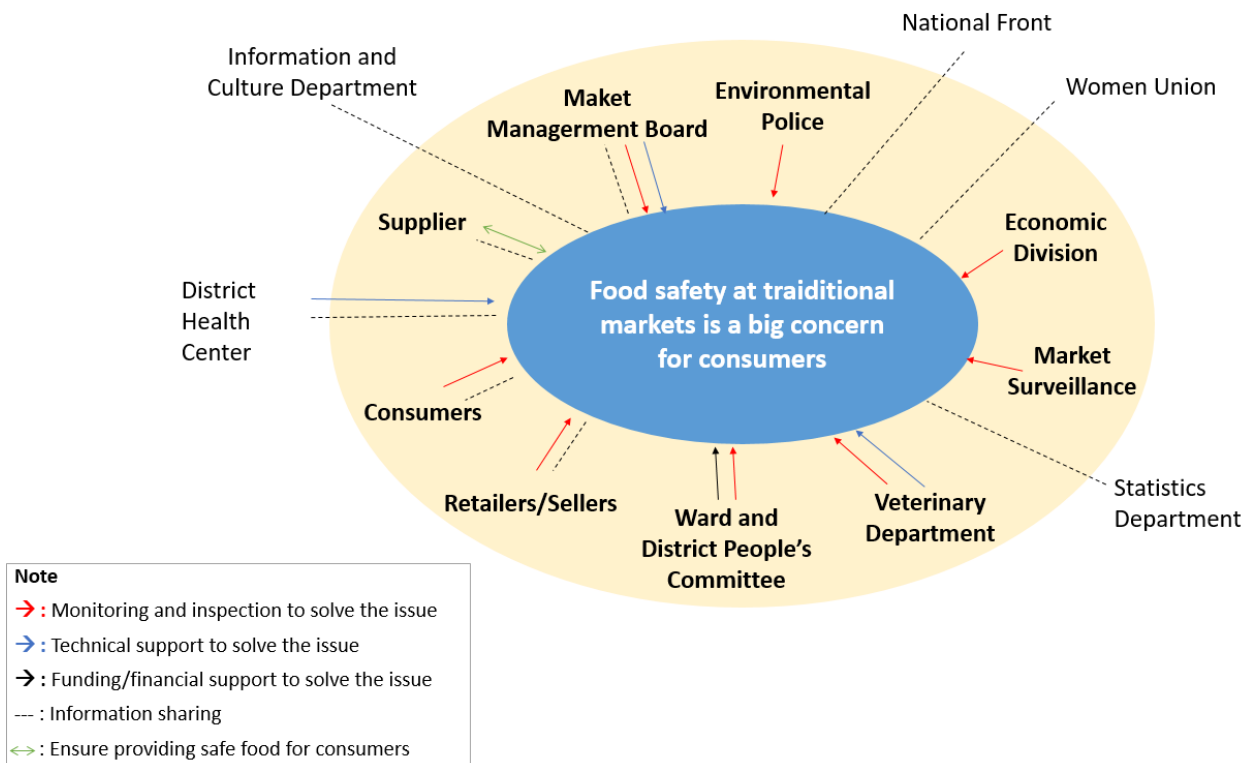 National Front
Information and
Culture Department
Women Union
Maket
Managerment Board
Environmental
Police
Supplier
Economic
Division
District
Health
Center
Food safety at traiditional
markets is a big concern
for consumers
Market
Surveillance
Consumers
Retailers/Sellers
Ward and
District People's
Committee
Veterinary
Department
Statistics
Department
Note
→ : Monitoring and inspection to solve the issue
→ : Technical support to solve the issue
→ : Funding/financial support to solve the issue
--- : Information sharing
↔ : Ensure providing safe food for consumers